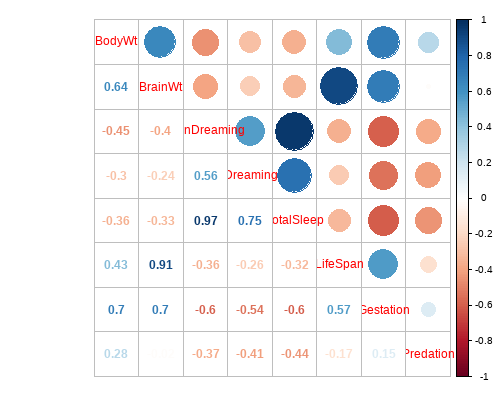 BodyWt 1
0.64 BrainWt 0.8
-0.45 -0.4 nDreaming 0.6
0.4
-0.3 -0.24 0.56 Dreaming 0.2
0
-0.36 -0.33 0.97 0.75 otalSleep -0.2
0.43 0.91 -0.36 -0.26 -0.32 LifeSpan -0.4
0.7 0.7 -0.6 -0.54 -0.6 0.57 Gestation -0.6
-0.8
0.28 -0.37 -0.41 -0.44 -0.17 0.15 Predation
-1